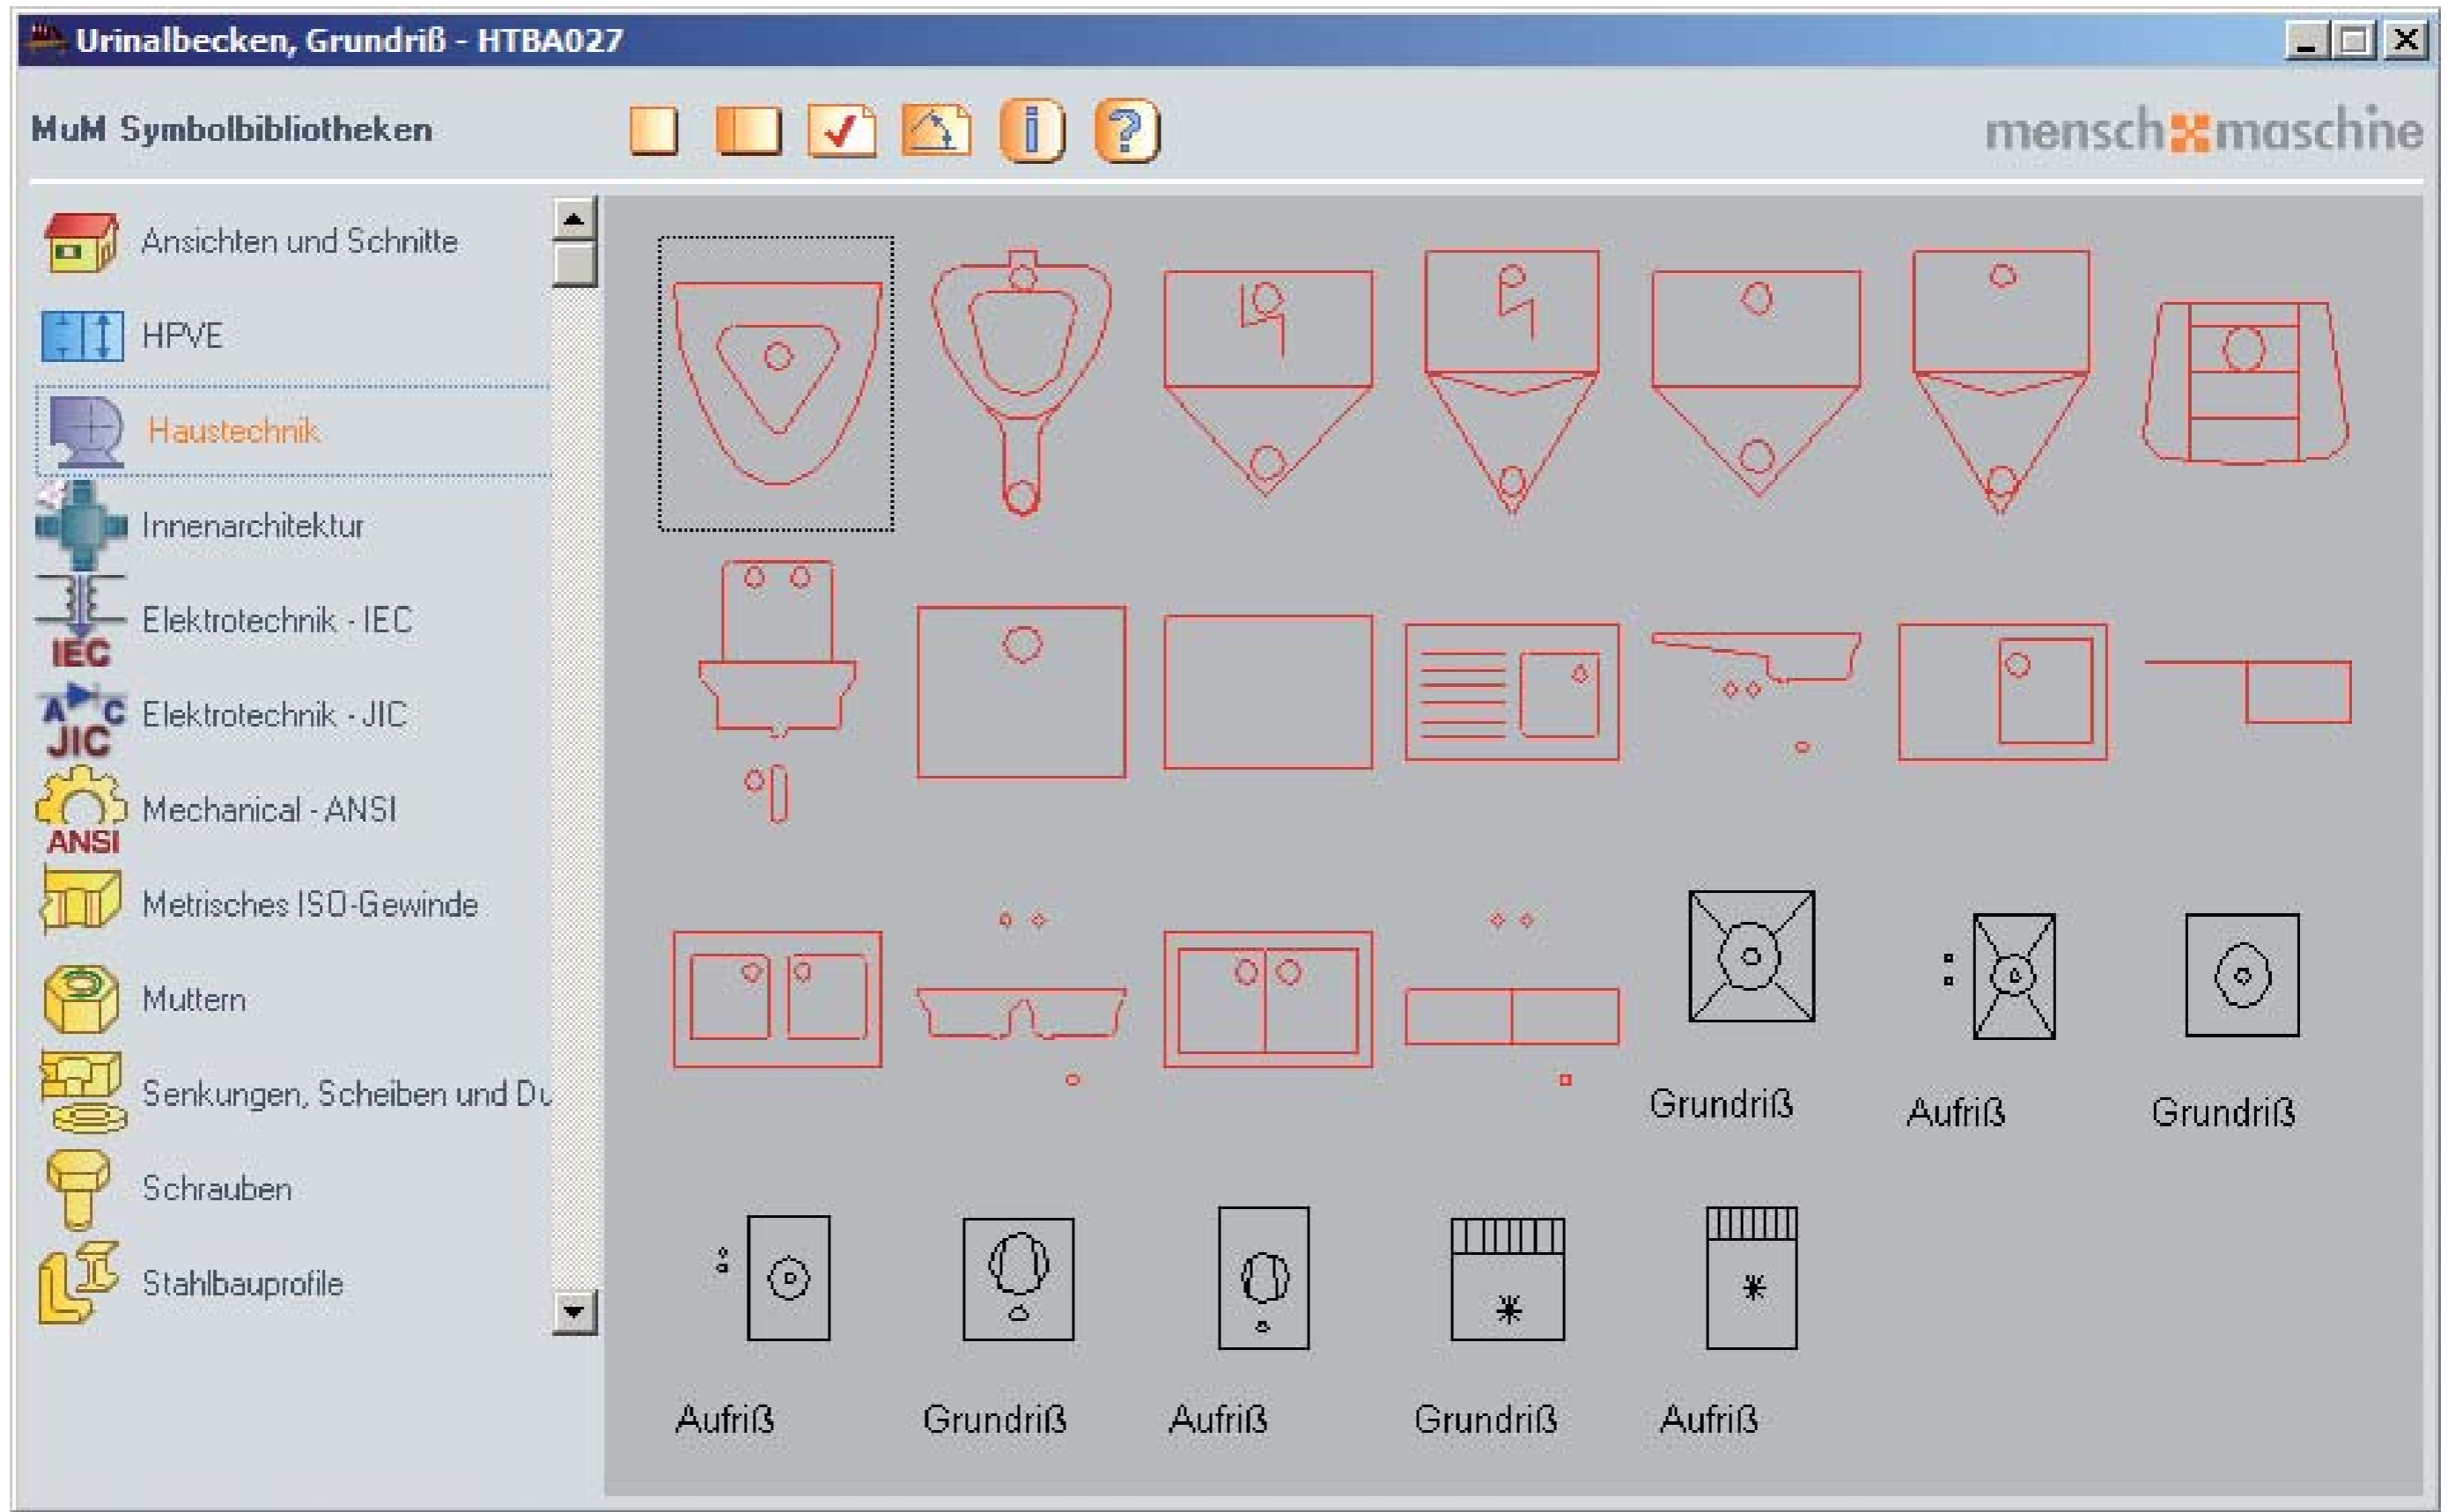 Urinalbecken, Grundriß - HTBA027
MuM Symbolbibliotheken
mensch maschine
Ansichten und Schnitte
HPVE
Haustechnik
Innenarchitektur
IEC
Elektrotechnik - IEC
A C
JIC
Elektrotechnik - JIC
ANSI
Mechanical - ANSI
Metrisches ISO-Gewinde
Muttern
Senkungen, Scheiben und Du
Schrauben
Stahlbauprofile
Grundriß
Aufriß
Grundriß
Aufriß
Grundriß
Aufriß
Grundriß
Aufriß